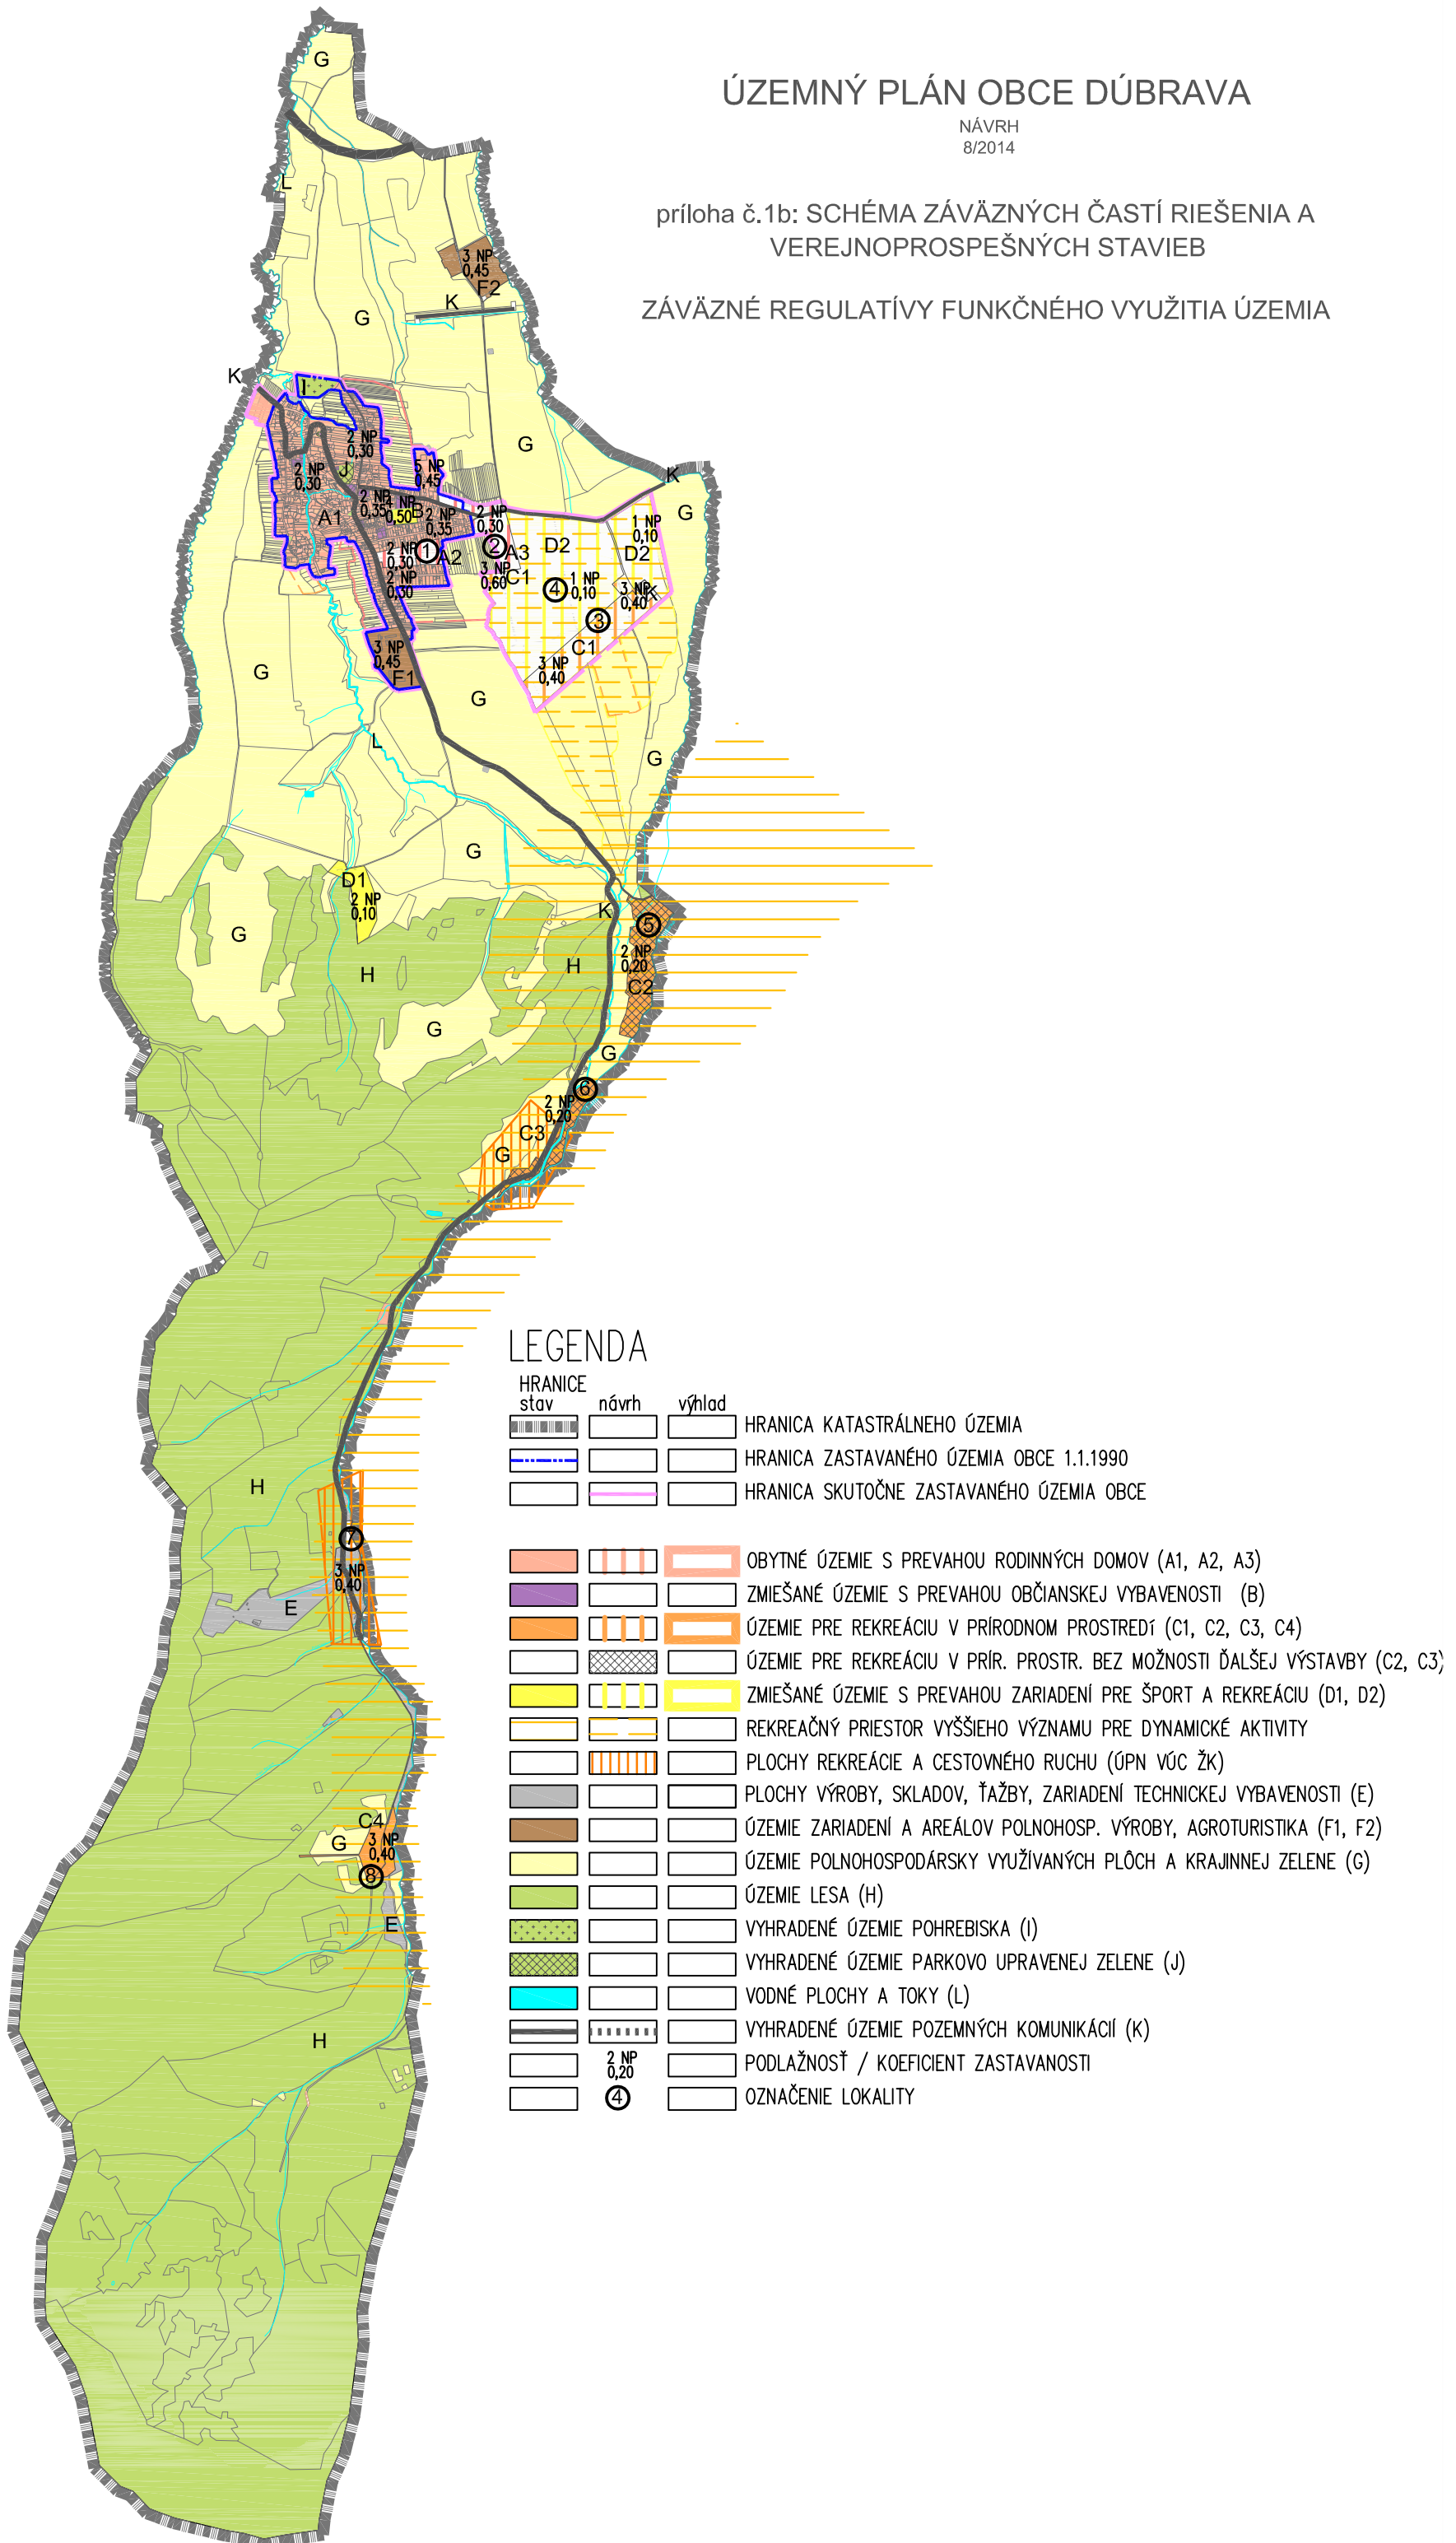 ÚZEMNÝ PLÁN OBCE DÚBRAVA
NÁVRH
8/2014
príloha č.1b: SCHÉMA ZÁVÄZNÝCH ČASTÍ RIEŠENIA A
VEREJNOPROSPEŠNÝCH STAVIEB
ZÁVÄZNÉ REGULATÍVY FUNKČNÉHO VYUŽITIA ÚZEMIA
G
L
3 NP
0,45
F2
K
G
K
I
2 NP
0,30
G
J
2 NP
0,30
5 NP
0,45
K
G
2 NP
0,35
4 NP
0,50
B
2 NP
0,35
2 NP
0,30
1 NP
0,10
A1
2 NP
0,30
1
A2
2
A3
D2
D2
3 NP
0,60
C1
2 NP
0,30
4
1 NP
0,10
3 NP
0,40
K
3
C1
3 NP
0,45
F1
3 NP
0,40
G
G
L
G
G
D1
2 NP
0,10
K
5
G
2 NP
0,20
H
H
C2
G
G
6
2 NP
0,20
C3
G
H
7
3 NP
0,40
E
C4
G
3 NP
0,40
8
E
H
LEGENDA
HRANICE
stav návrh výhlad
HRANICA KATASTRÁLNEHO ÚZEMIA
HRANICA ZASTAVANÉHO ÚZEMIA OBCE 1.1.1990
HRANICA SKUTOČNE ZASTAVANÉHO ÚZEMIA OBCE
OBYTNÉ ÚZEMIE S PREVAHOU RODINNÝCH DOMOV (A1, A2, A3)
ZMIEŠANÉ ÚZEMIE S PREVAHOU OBČIANSKEJ VYBAVENOSTI (B)
ÚZEMIE PRE REKREÁCIU V PRÍRODNOM PROSTREDí (C1, C2, C3, C4)
ÚZEMIE PRE REKREÁCIU V PRÍR. PROSTR. BEZ MOŽNOSTI ĎALŠEJ VÝSTAVBY (C2, C3)
ZMIEŠANÉ ÚZEMIE S PREVAHOU ZARIADENÍ PRE ŠPORT A REKREÁCIU (D1, D2)
REKREAČNÝ PRIESTOR VYŠŠIEHO VÝZNAMU PRE DYNAMICKÉ AKTIVITY
PLOCHY REKREÁCIE A CESTOVNÉHO RUCHU (ÚPN VÚC ŽK)
PLOCHY VÝROBY, SKLADOV, ŤAŽBY, ZARIADENÍ TECHNICKEJ VYBAVENOSTI (E)
ÚZEMIE ZARIADENÍ A AREÁLOV POLNOHOSP. VÝROBY, AGROTURISTIKA (F1, F2)
ÚZEMIE POLNOHOSPODÁRSKY VYUŽÍVANÝCH PLÔCH A KRAJINNEJ ZELENE (G)
ÚZEMIE LESA (H)
VYHRADENÉ ÚZEMIE POHREBISKA (I)
VYHRADENÉ ÚZEMIE PARKOVO UPRAVENEJ ZELENE (J)
VODNÉ PLOCHY A TOKY (L)
VYHRADENÉ ÚZEMIE POZEMNÝCH KOMUNIKÁCIÍ (K)
2 NP
0,20
PODLAŽNOSŤ / KOEFICIENT ZASTAVANOSTI
4
OZNAČENIE LOKALITY